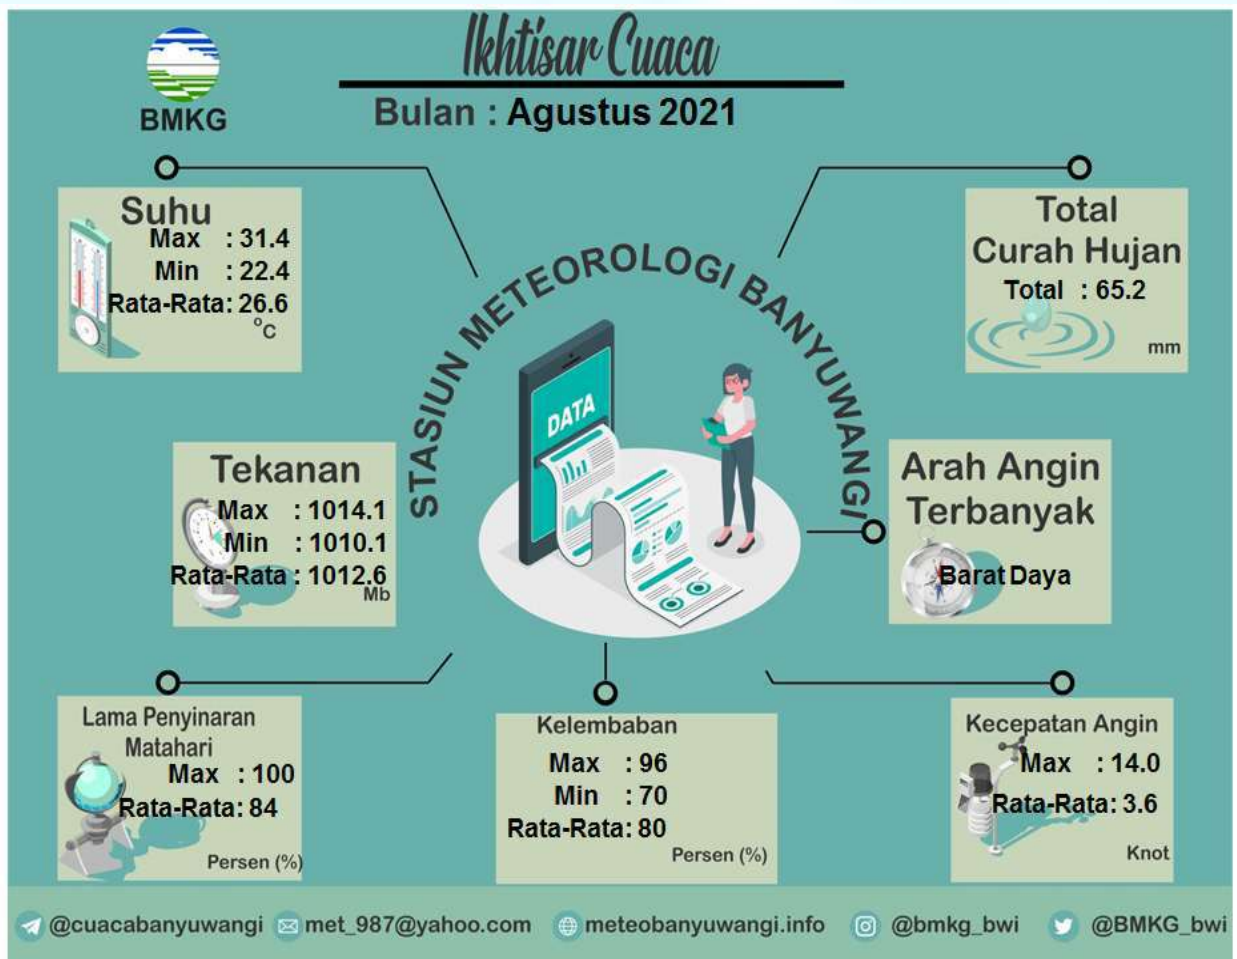 Ikhtisar Cuaca
BMKG
Bulan : Agustus 2021
Suhu
Max : 31.4
Min : 22.4
Rata-Rata: 26.6
°C
Total
Curah Hujan
Total : 65.2
mm
STASIUN METEOROLOGI BANYUWANGI
DATA
Tekanan
Max : 1014.1
Min : 1010.1
Rata-Rata : 1012.6
Mb
Arah Angin
Terbanyak
Barat Daya
Lama Penyinaran
Matahari
Max : 100
Rata-Rata: 84
Persen (%)
Kelembaban
Max : 96
Min : 70
Rata-Rata: 80
Persen (%)
Kecepatan Angin
Max : 14.0
Rata-Rata: 3.6
Knot
@cuacabanyuwangi met_987@yahoo.com meteobanyuwangi.info @bmkg_bwi @BMKG_bwi